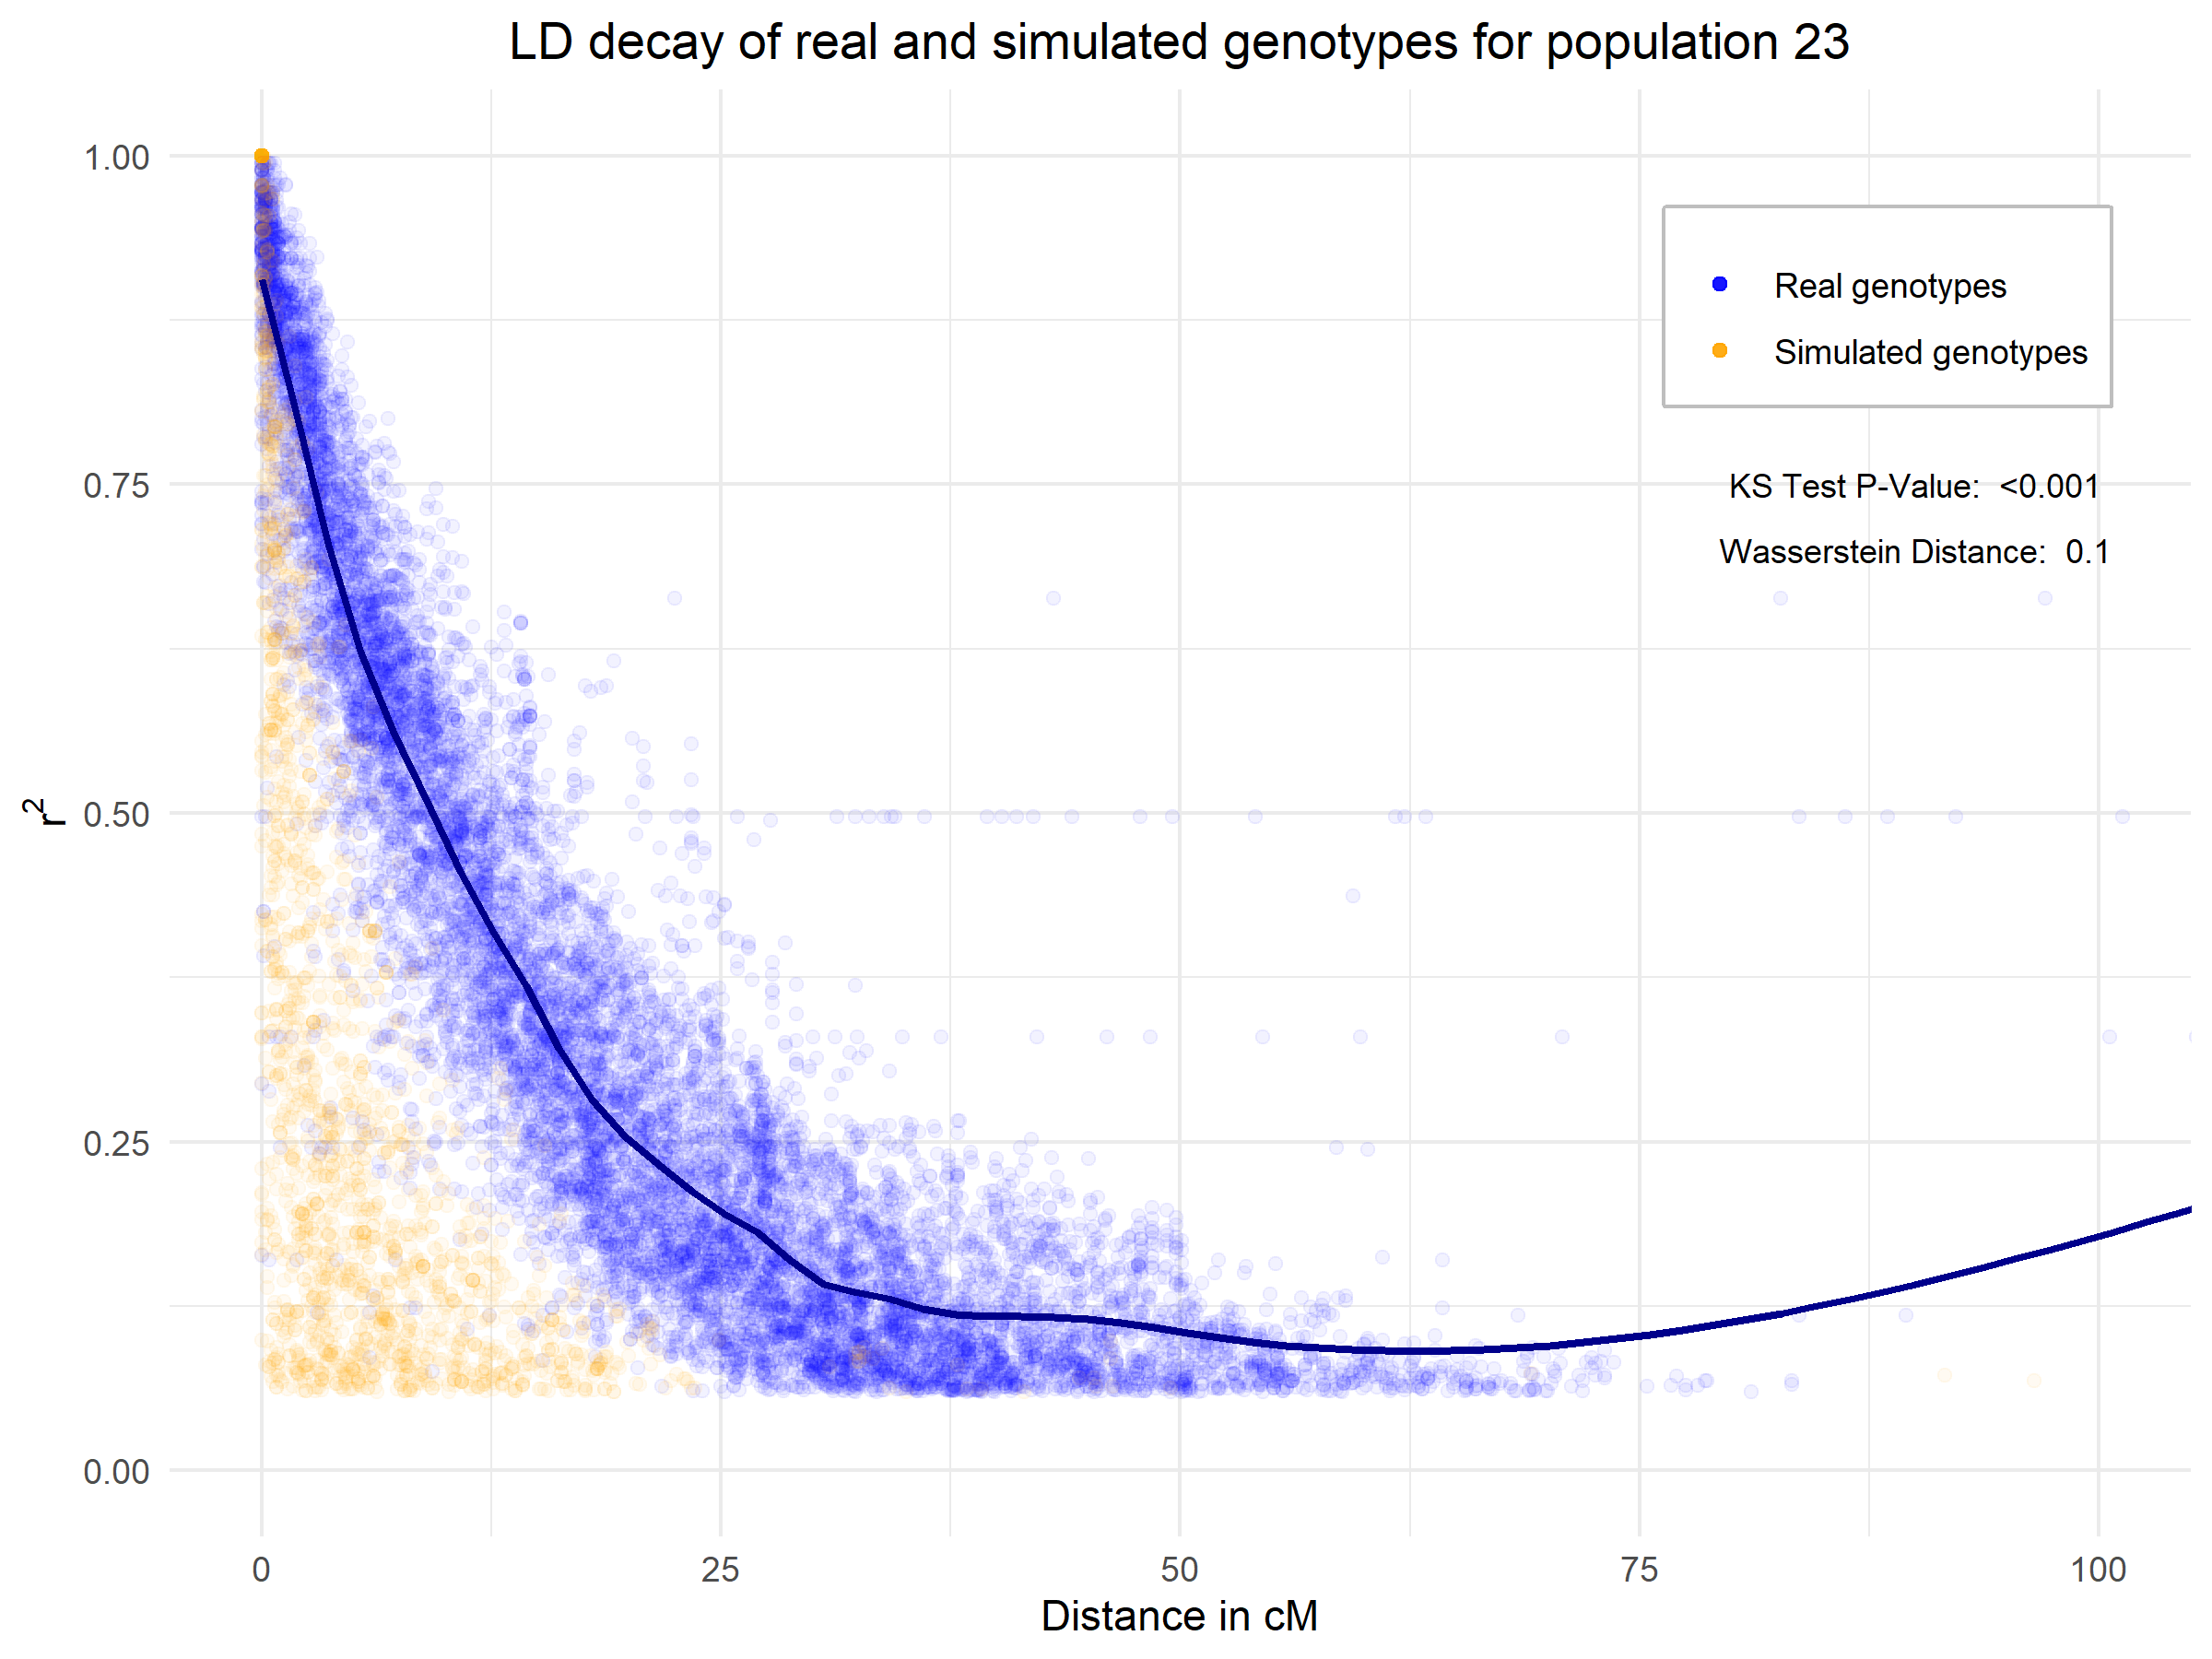 LD decay of real and simulated genotypes for population 23
1.00
0.75
0.50
0.25
0.00
r²
Real genotypes
Simulated genotypes
KS Test P-Value: <0.001
Wasserstein Distance: 0.1
0 25 50 75 100
Distance in cM